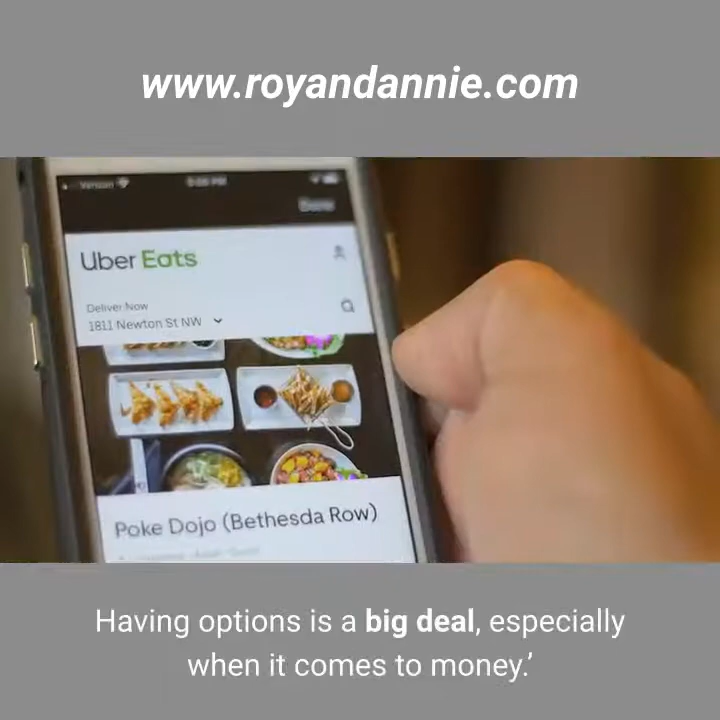 www.royandannie.com
Verizon
Uber Eats
Deliver Now
1811 Newton St NW
Poke Dojo (Bethesda Row)
Having options is a big deal, especially
when it comes to money.’